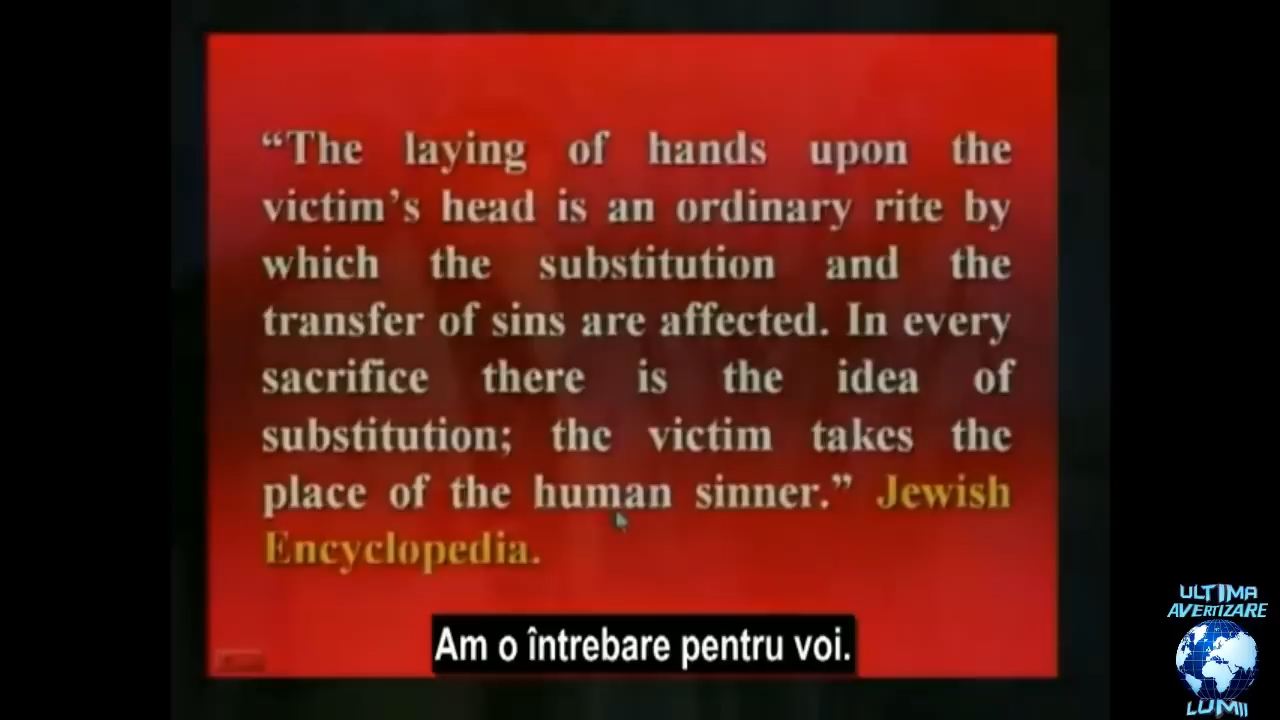 “The laying of hands upon the
victim’s head is an ordinary rite by
which the substitution and the
transfer of sins are affected. In every
sacrifice there is the idea of
substitution; the victim takes the
place of the human sinner.” Jewish
Encyclopedia.
Am o întrebare pentru voi.
ULTIMA
AVERTIZARE
LUMII